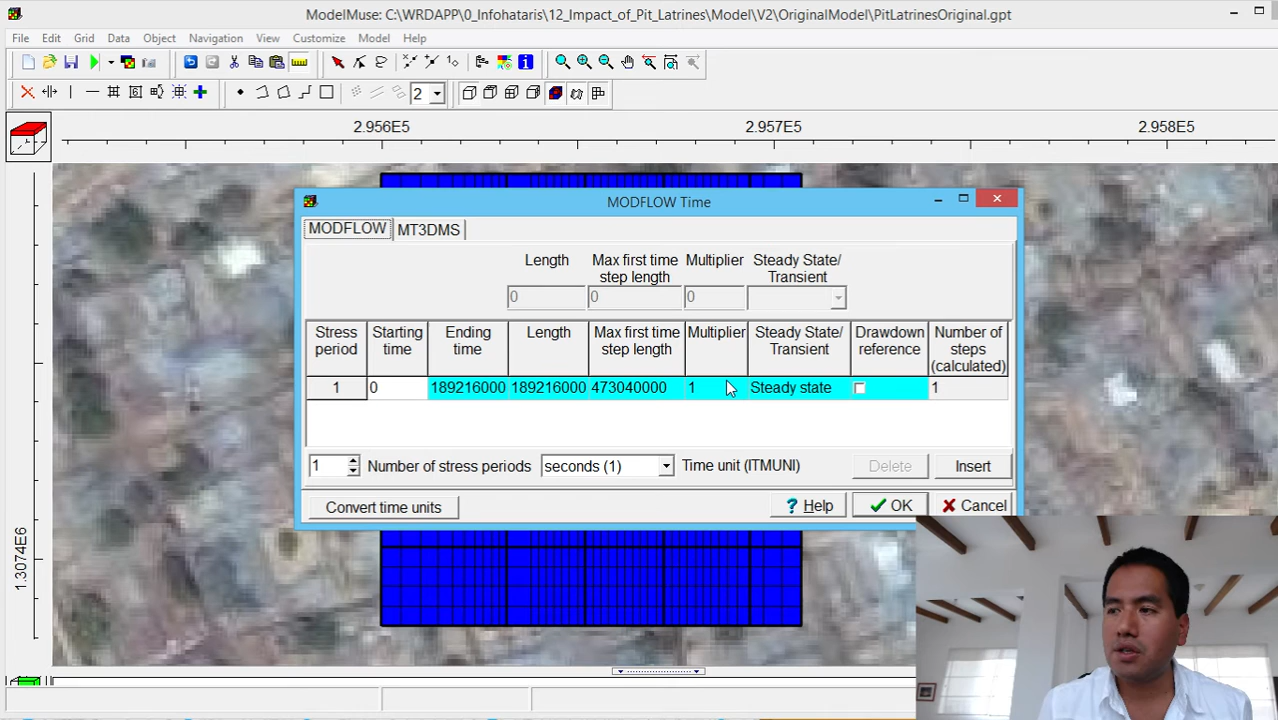 ModelMuse: C:\WRDAPP\0_Infohataris\12_Impact_of_Pit_Latrines\Model\V2\OriginalModel\PitLatrinesOriginal.gpt
File Edit Grid Data Object Navigation View Customize Model Help
2
2.956E5 2.957E5 2.958E5
MODFLOW Time
MODFLOW MT3DMS
Length Max first time step length Multiplier Steady State/ Transient
0 0 0
Stress period Starting time Ending time Length Max first time step length Multiplier Steady State/ Transient Drawdown reference Number of steps (calculated)
1 0 189216000 189216000 473040000 1 Steady state 1
1 Number of stress periods seconds (1) Time unit (ITMUNI) Delete Insert
Convert time units ? Help OK Cancel
1.3074E6